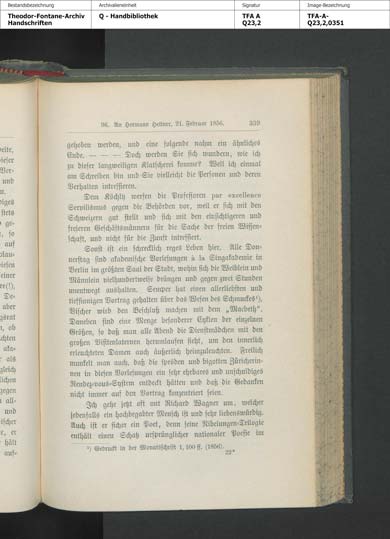 Bestandsbezeichnung
Archivalieneinheit
Signatur
Image-Bezeichnung
Theodor-Fontane-Archiv
Handschriften
Q - Handbibliothek
TFA A
Q23,2
TFA-A-
Q23,2,0351
96. An Hermann Hettner, 21. Februar 1856. 339
gehoben werden, und eine folgende nahm ein ähnliches
Ende. — — — Doch werden Sie sich wundern, wie ich
zu dieser langweiligen Klatscherei komme? Weil ich einmal
am Schreiben bin und Sie vielleicht die Personen und deren
Verhalten interessieren.
Dem Köchly werfen die Professoren par excellence
Servilismus gegen die Behörden vor, weil er sich mit den
Schweizern gut stellt und sich mit den einsichtigeren und
freieren Geschäftsmännern für die Sache der freien Wissen-
schaft, und nicht für die Zunft interessiert.
Sonst ist ein schrecklich reges Leben hier. Alle Don-
nerstag sind akademische Vorlesungen à la Singakademie in
Berlin im größten Saal der Stadt, wohin sich die Weiblein und
Männlein vielhundertweise drängen und gegen zwei Stunden
unentwegt aushalten. Semper hat einen allerliebsten und
tiefsinnigen Vortrag gehalten über das Wesen des Schmuckes¹),
Vischer wird den Beschluß machen mit dem „Macbeth".
Daneben sind eine Menge besonderer Cyklen der einzelnen
Größen, so daß man alle Abend die Dienstmädchen mit den
großen Visitenlaternen herumlaufen sieht, um den innerlich
erleuchteten Damen auch äußerlich heimzuleuchten. Freilich
munkelt man auch, daß die spröden und bigotten Züricherin-
nen in diesen Vorlesungen ein sehr ehrbares und unschuldiges
Rendezvous-System entdeckt hätten und daß die Gedanken
nicht immer auf den Vortrag konzentriert seien.
Ich gehe jetzt oft mit Richard Wagner um, welcher
jedenfalls ein hochbegabter Mensch ist und sehr liebenswürdig.
Auch ist er sicher ein Poet, denn seine Nibelungen-Trilogie
enthält einen Schatz ursprünglicher nationaler Poesie im
¹) Gedruckt in der Monatsschrift 1, 100 ff. (1856).
22*